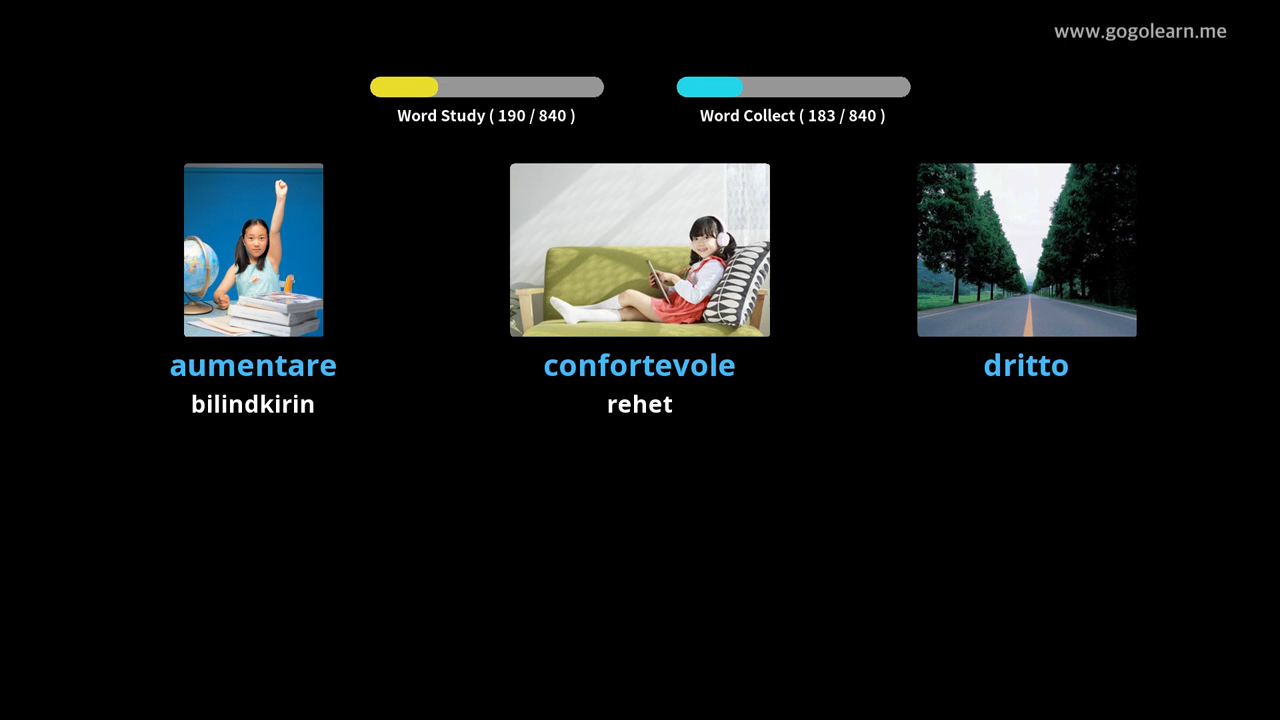 www.gogolearn.me
Word Study ( 190 / 840 )
Word Collect ( 183 / 840 )
aumentare
confortevole
dritto
bilindkirin
rehet